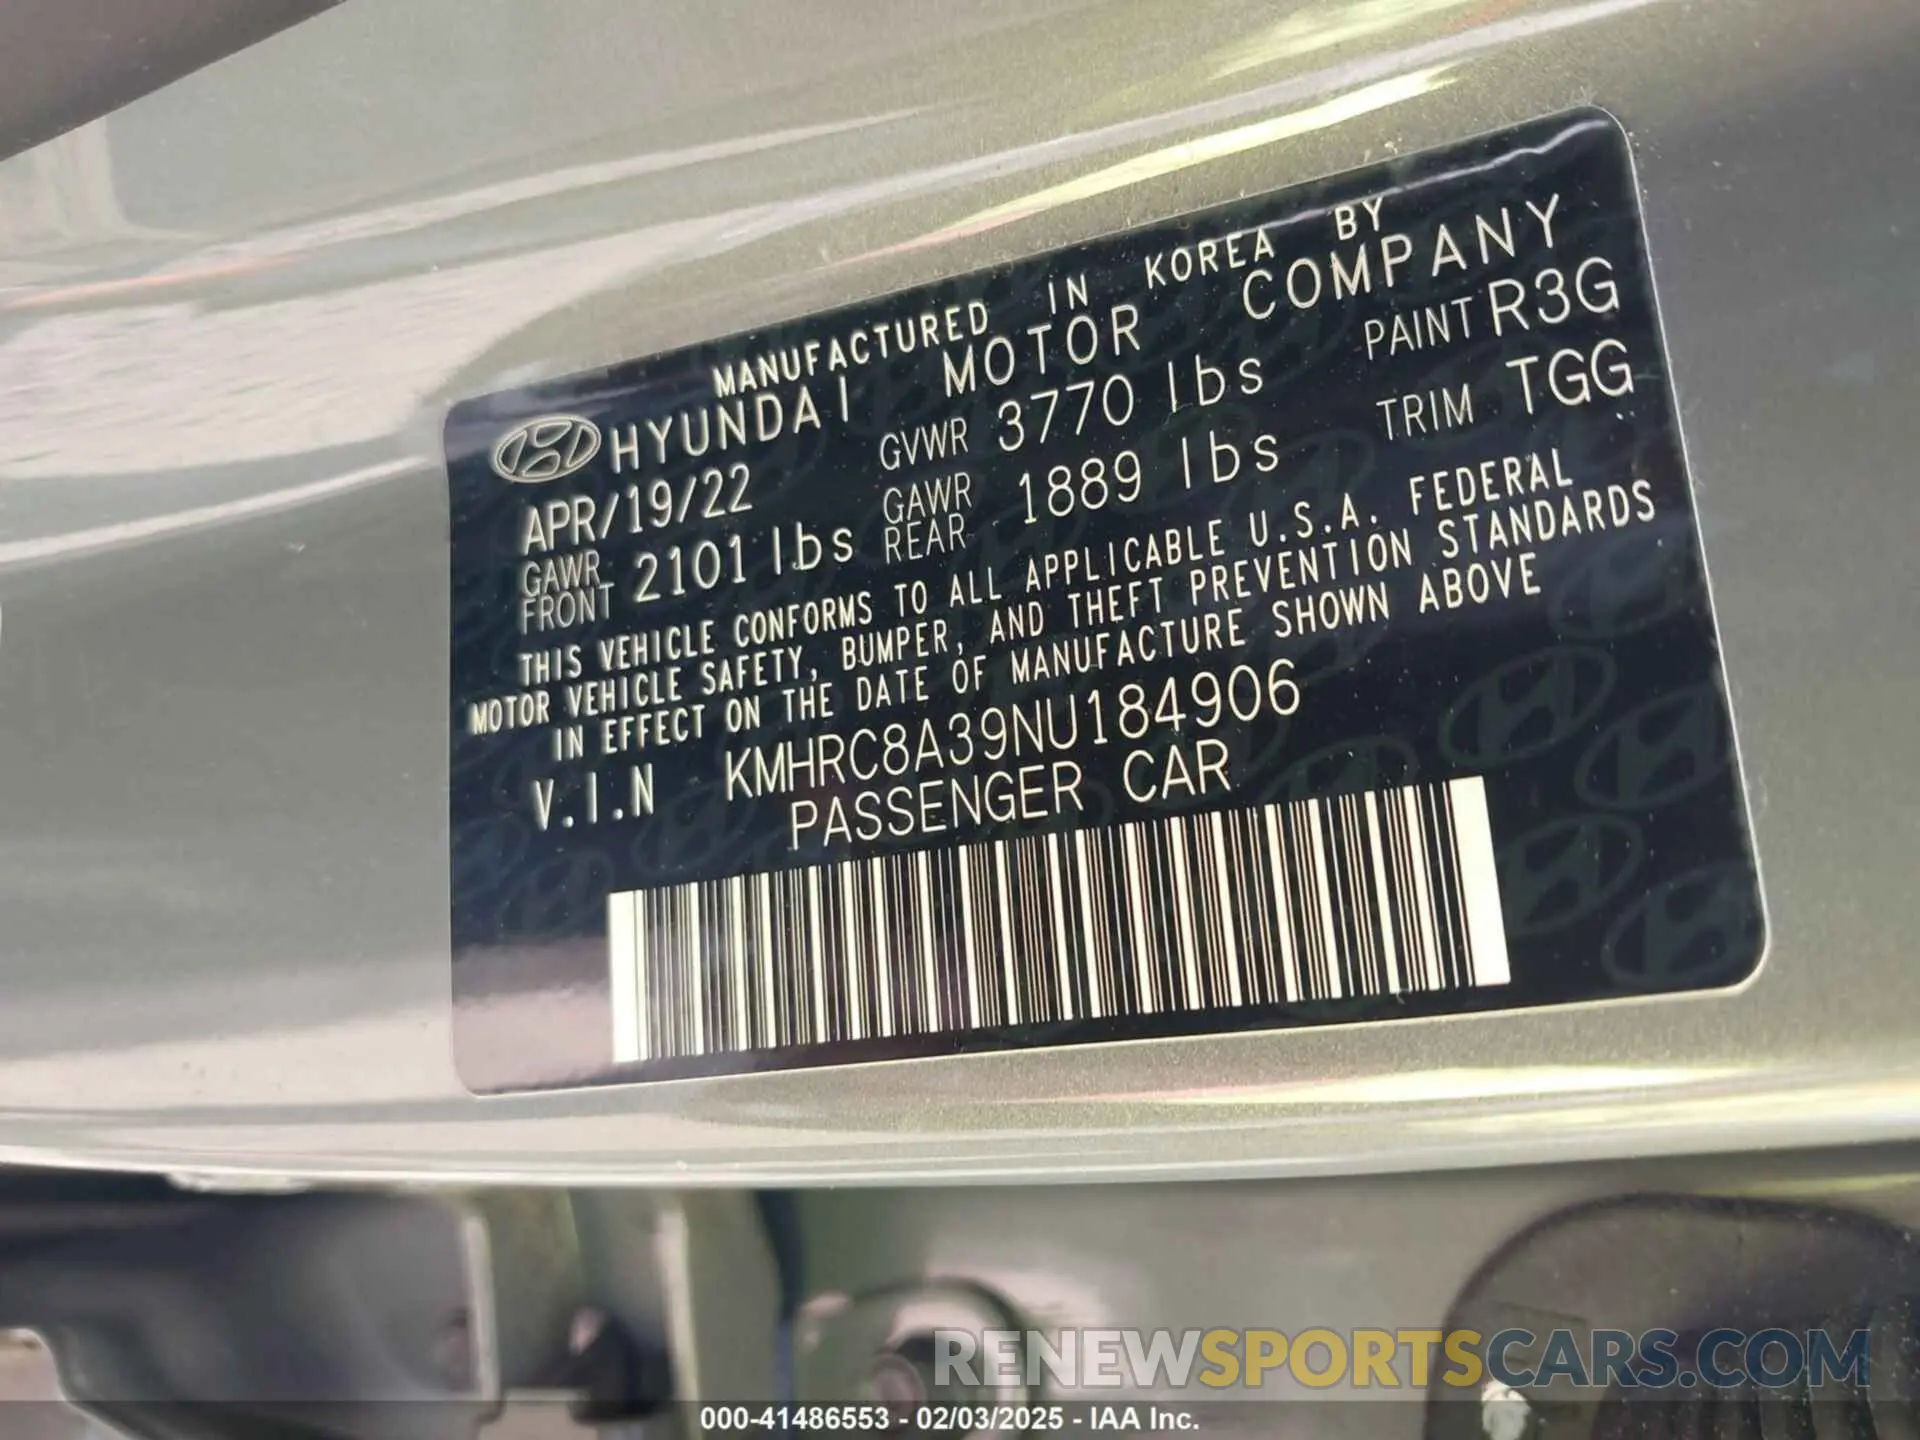 MANUFACTURED IN KOREA BY
HYUNDAI MOTOR COMPANY
APR/19/22 GVWR 3770 lbs PAINT R3G
GAWR FRONT 2101 lbs GAWR REAR 1889 lbs TRIM TGG
THIS VEHICLE CONFORMS TO ALL APPLICABLE U.S.A. FEDERAL
MOTOR VEHICLE SAFETY, BUMPER, AND THEFT PREVENTION STANDARDS
IN EFFECT ON THE DATE OF MANUFACTURE SHOWN ABOVE
V.I.N KMHRC8A39NU184906
PASSENGER CAR
RENEWSPORTSCARS.COM
000-41486553 - 02/03/2025 - IAA Inc.